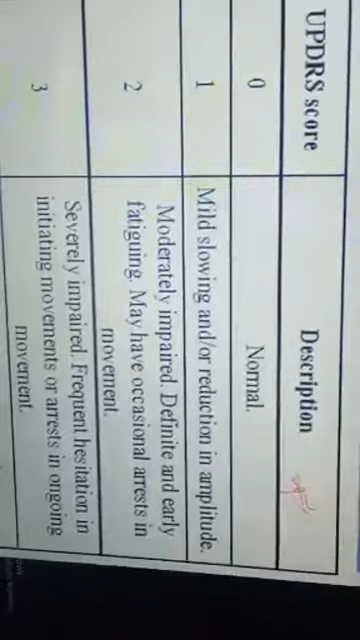 UPDRS score Description
0 Normal.
1 Mild slowing and/or reduction in amplitude.
2 Moderately impaired. Definite and early
fatiguing. May have occasional arrests in
movement.
3 Severely impaired. Frequent hesitation in
initiating movements or arrests in ongoing
movement.